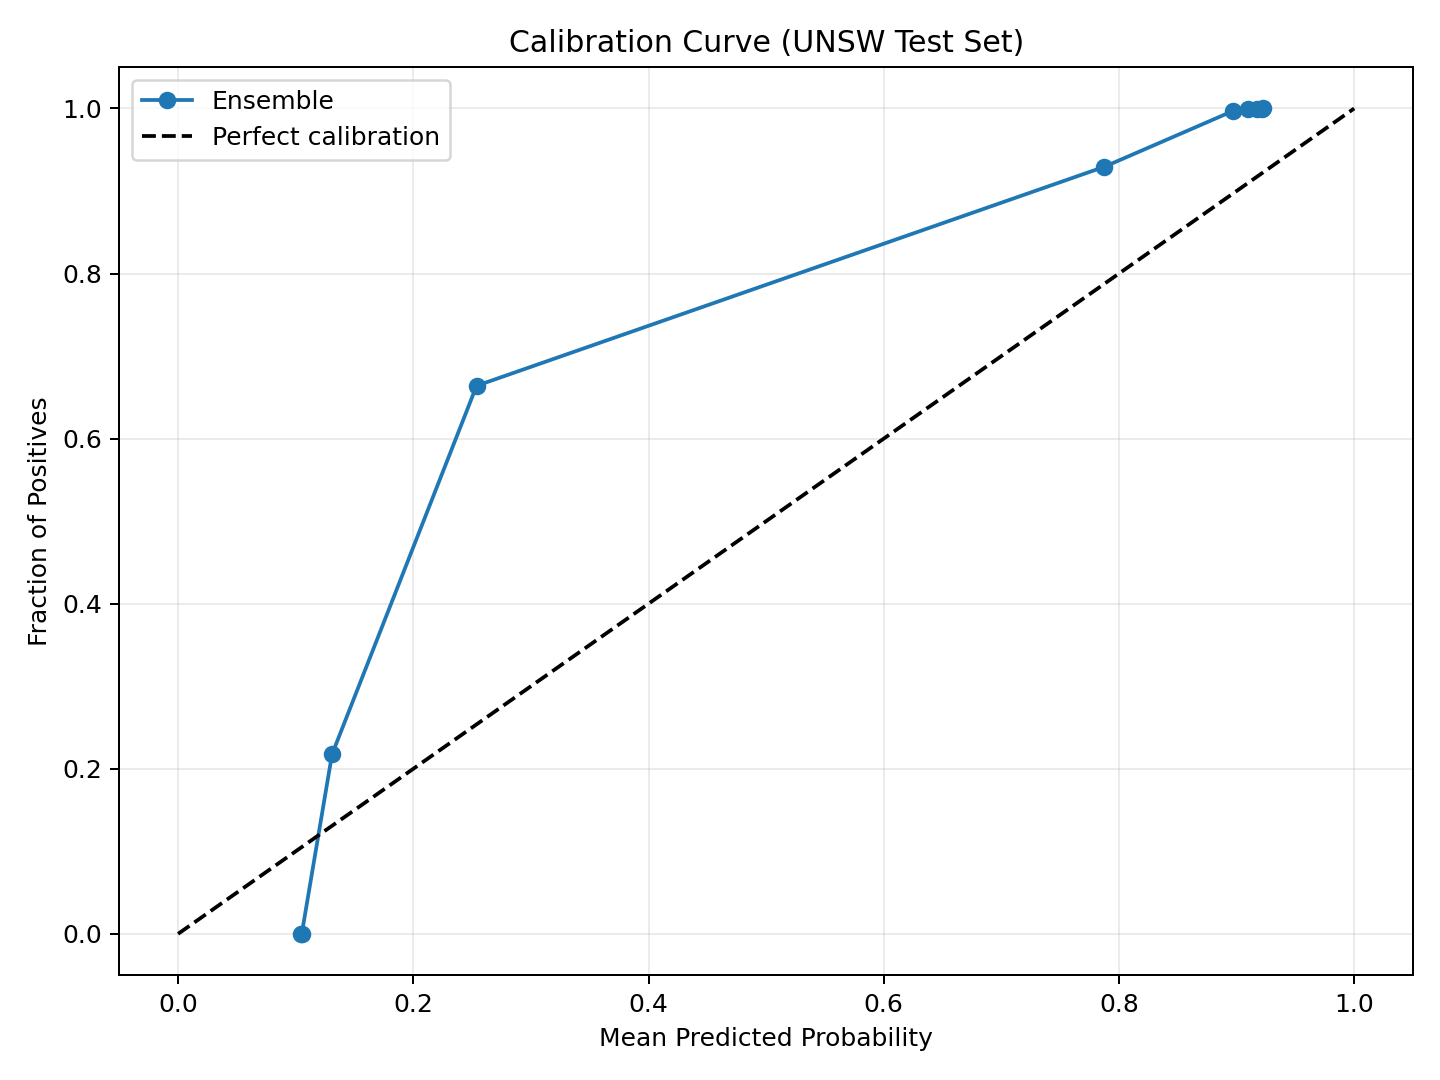 Calibration Curve (UNSW Test Set)
Ensemble
Perfect calibration
Fraction of Positives
1.0
0.8
0.6
0.4
0.2
0.0
0.0 0.2 0.4 0.6 0.8 1.0
Mean Predicted Probability